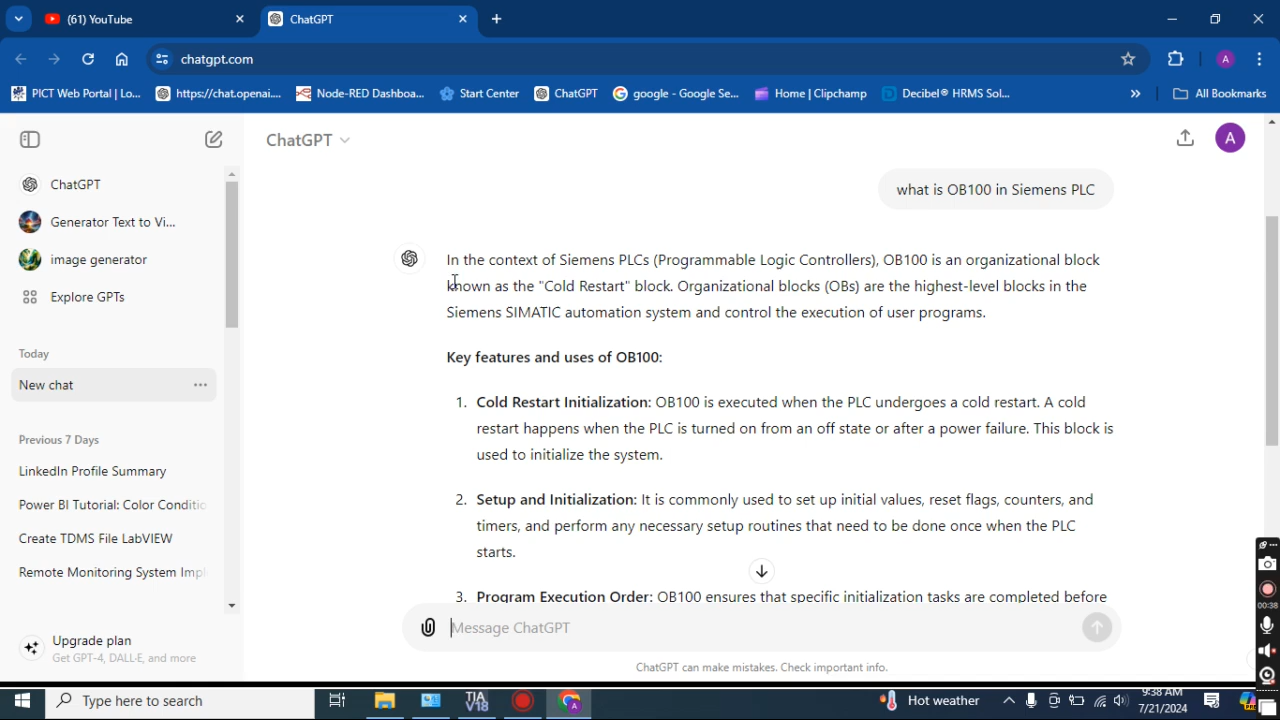 (61) YouTube
ChatGPT
chatgpt.com
A
PICT Web Portal | Lo...
https://chat.openai....
Node-RED Dashboa...
Start Center
ChatGPT
google - Google Se...
Home | Clipchamp
Decibel® HRMS Sol...
»
All Bookmarks
ChatGPT
A
ChatGPT
Generator Text to Vi...
image generator
Explore GPTs
Today
New chat
Previous 7 Days
LinkedIn Profile Summary
Power BI Tutorial: Color Conditio
Create TDMS File LabVIEW
Remote Monitoring System Impl
Upgrade plan
Get GPT-4, DALL·E, and more
what is OB100 in Siemens PLC
In the context of Siemens PLCs (Programmable Logic Controllers), OB100 is an organizational block
known as the "Cold Restart" block. Organizational blocks (OBs) are the highest-level blocks in the
Siemens SIMATIC automation system and control the execution of user programs.
Key features and uses of OB100:
1. Cold Restart Initialization: OB100 is executed when the PLC undergoes a cold restart. A cold
restart happens when the PLC is turned on from an off state or after a power failure. This block is
used to initialize the system.
2. Setup and Initialization: It is commonly used to set up initial values, reset flags, counters, and
timers, and perform any necessary setup routines that need to be done once when the PLC
starts.
3. Program Execution Order: OB100 ensures that specific initialization tasks are completed before
Message ChatGPT
ChatGPT can make mistakes. Check important info.
00:38
Type here to search
TIA
V18
A
Hot weather
9:38 AM
7/21/2024